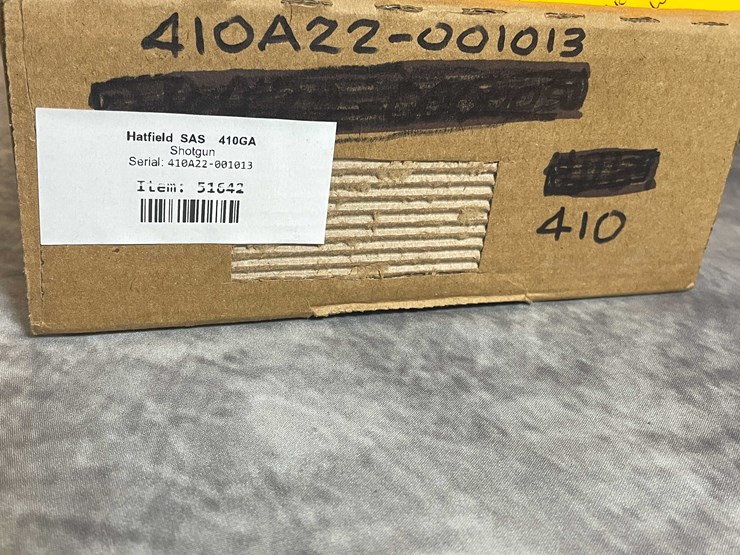 410A22-001013
Hatfield SAS 410GA
Shotgun
Serial: 410A22-001013
Item: 51642
410